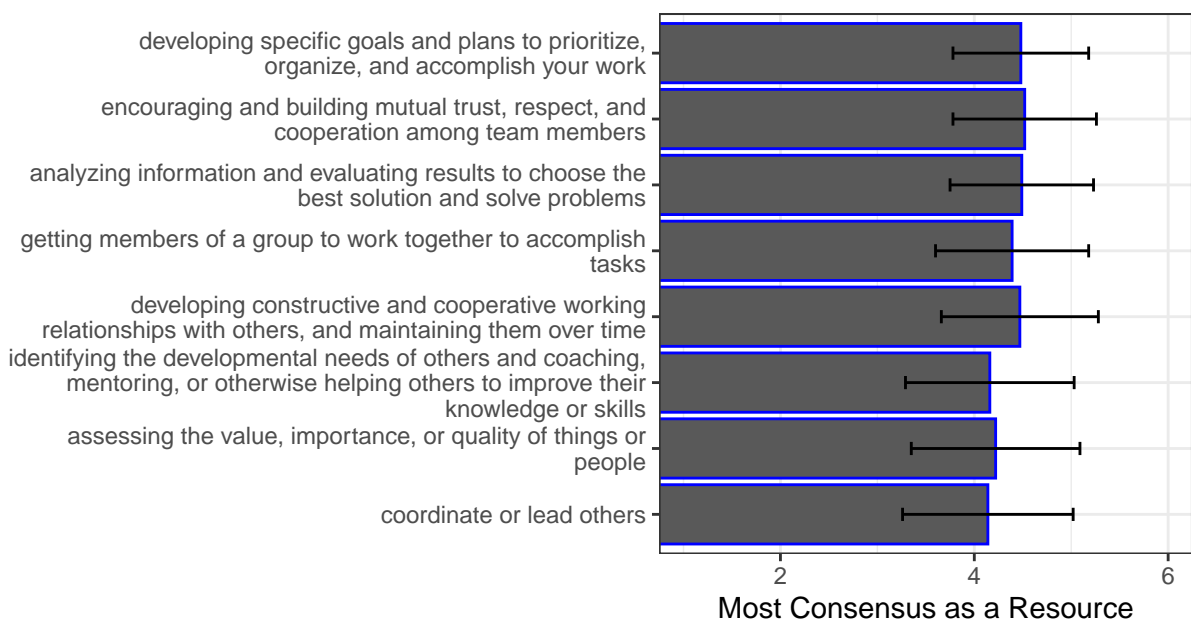 developing specific goals and plans to prioritize,
organize, and accomplish your work
encouraging and building mutual trust, respect, and
cooperation among team members
analyzing information and evaluating results to choose the
best solution and solve problems
getting members of a group to work together to accomplish
tasks
developing constructive and cooperative working
relationships with others, and maintaining them over time
identifying the developmental needs of others and coaching,
mentoring, or otherwise helping others to improve their
knowledge or skills
assessing the value, importance, or quality of things or
people
coordinate or lead others
2 4 6
Most Consensus as a Resource